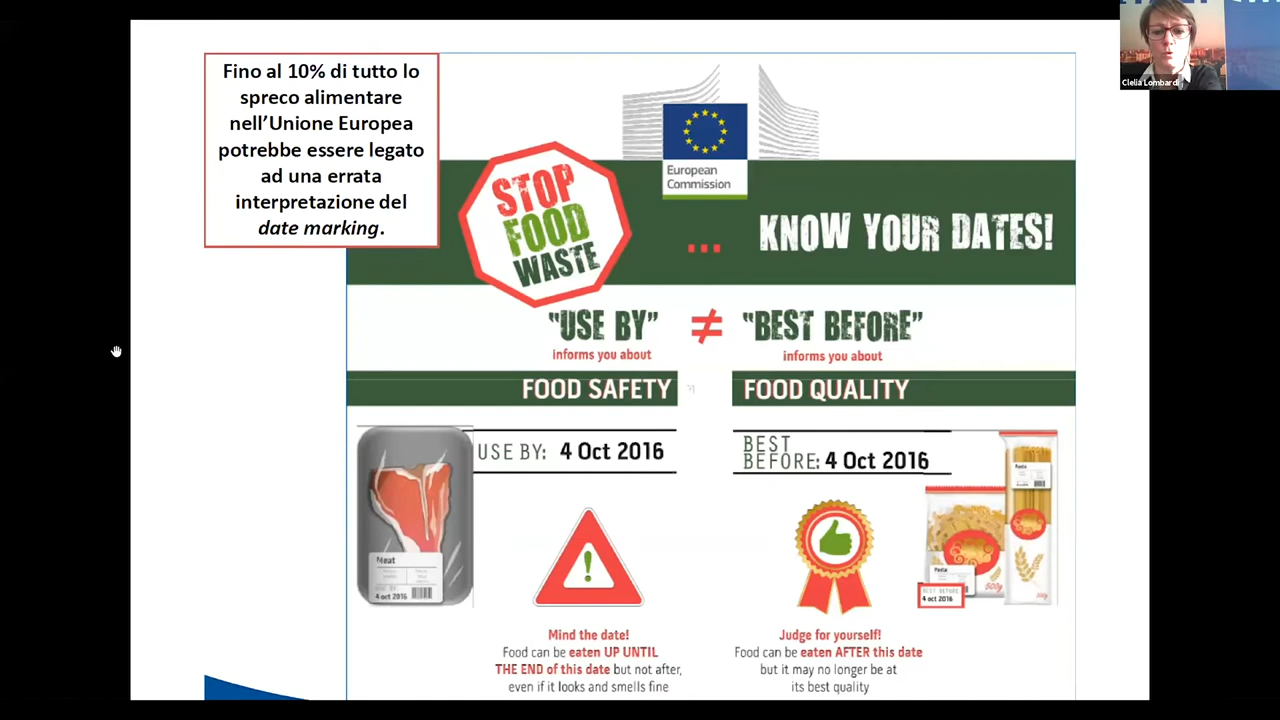 Clelia Lombardi
Fino al 10% di tutto lo
spreco alimentare
nell'Unione Europea
potrebbe essere legato
ad una errata
interpretazione del
date marking.
European
Commission
STOP
FOOD
WASTE
... KNOW YOUR DATES!
"USE BY" ≠ "BEST BEFORE"
informs you about
informs you about
FOOD SAFETY
FOOD QUALITY
USE BY: 4 Oct 2016
BEST
BEFORE: 4 Oct 2016
Meat
4 oct 2016
Pasta
Pasta
500g
BEST BEFORE:
4 oct 2016
Mind the date!
Food can be eaten UP UNTIL
THE END of this date but not after,
even if it looks and smells fine
Judge for yourself!
Food can be eaten AFTER this date
but it may no longer be at
its best quality